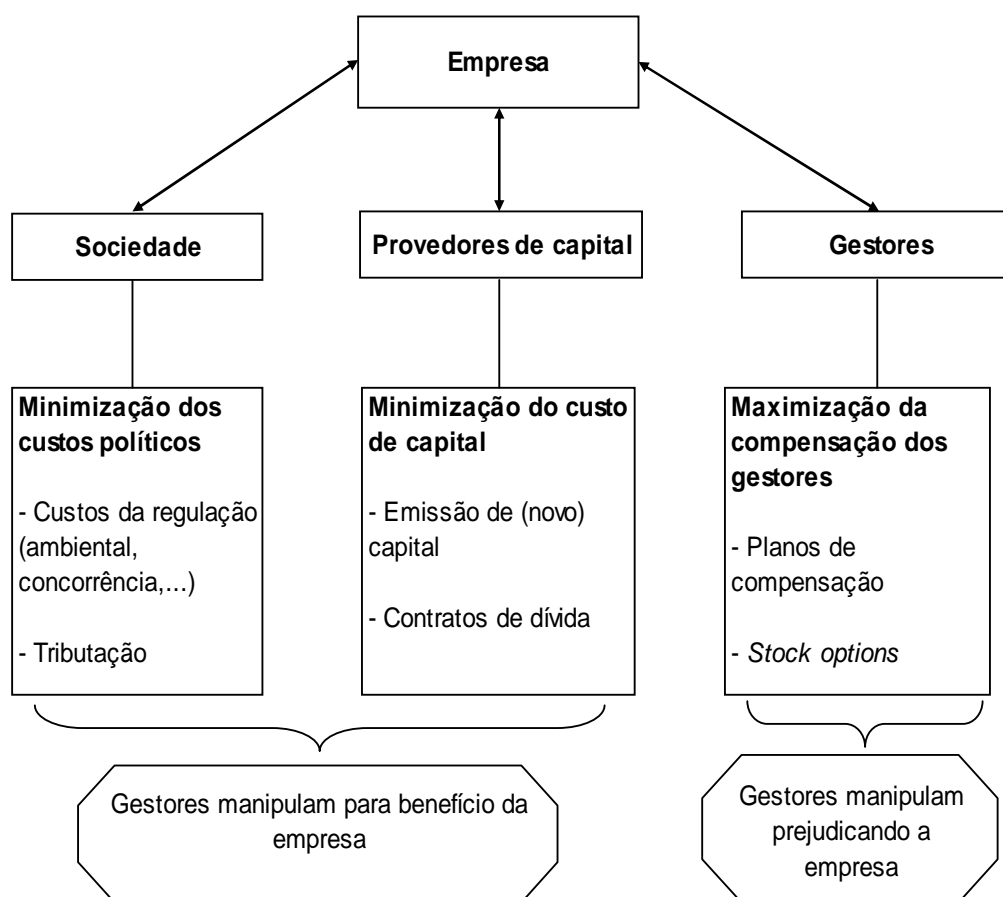 Empresa
Sociedade
Provedores de capital
Gestores
Minimização dos
custos políticos
- Custos da regulação
(ambiental,
concorrência,...)
- Tributação
Minimização do custo
de capital
- Emissão de (novo)
capital
- Contratos de dívida
Maximização da
compensação dos
gestores
- Planos de
compensação
- Stock options
Gestores manipulam para benefício da
empresa
Gestores manipulam
prejudicando a
empresa